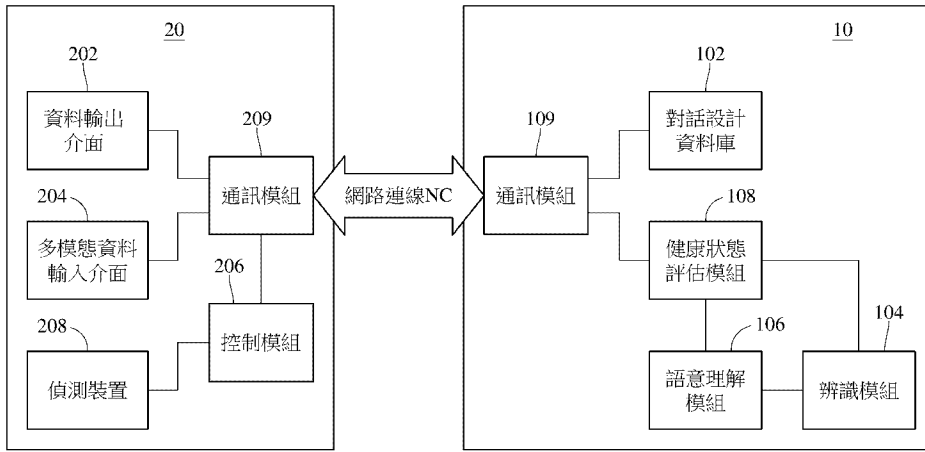 20
202
資料輸出
介面
209
通訊模組
204
多模態資料
輸入介面
206
控制模組
208
偵測裝置
網路連線NC
10
102
對話設計
資料庫
109
通訊模組
108
健康狀態
評估模組
106
語意理解
模組
104
辨識模組